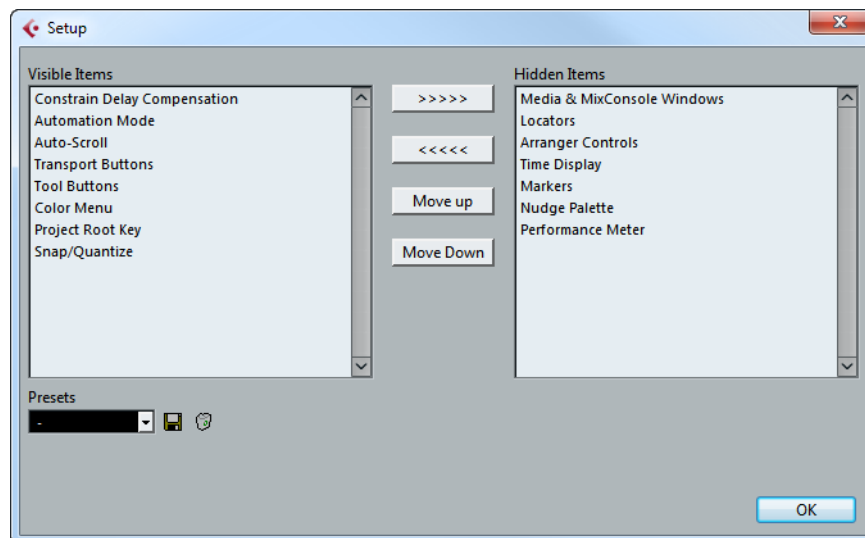 Setup
Visible Items
Constrain Delay Compensation
Automation Mode
Auto-Scroll
Transport Buttons
Tool Buttons
Color Menu
Project Root Key
Snap/Quantize
>>>>>
<<<<<
Move up
Move Down
Hidden Items
Media & MixConsole Windows
Locators
Arranger Controls
Time Display
Markers
Nudge Palette
Performance Meter
Presets
-
OK